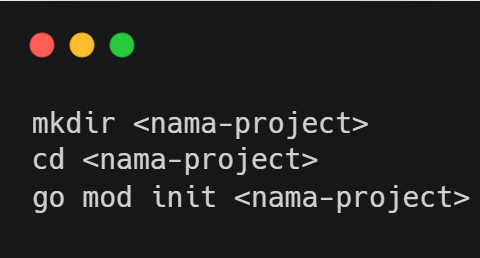 mkdir <nama-project>
cd <nama-project>
go mod init <nama-project>